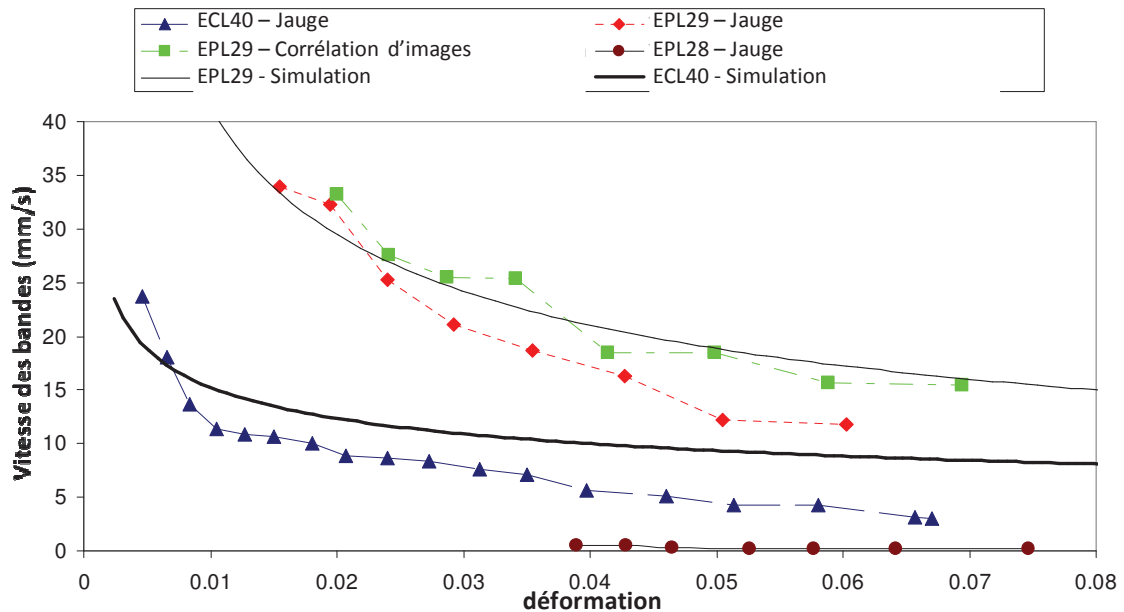 ECL40 – Jauge
EPL29 – Jauge
EPL29 – Corrélation d'images
EPL28 – Jauge
EPL29 - Simulation
ECL40 - Simulation
40
35
30
25
20
15
10
5
0
Vitesse des bandes (mm/s)
0
0.01
0.02
0.03
0.04
0.05
0.06
0.07
0.08
déformation